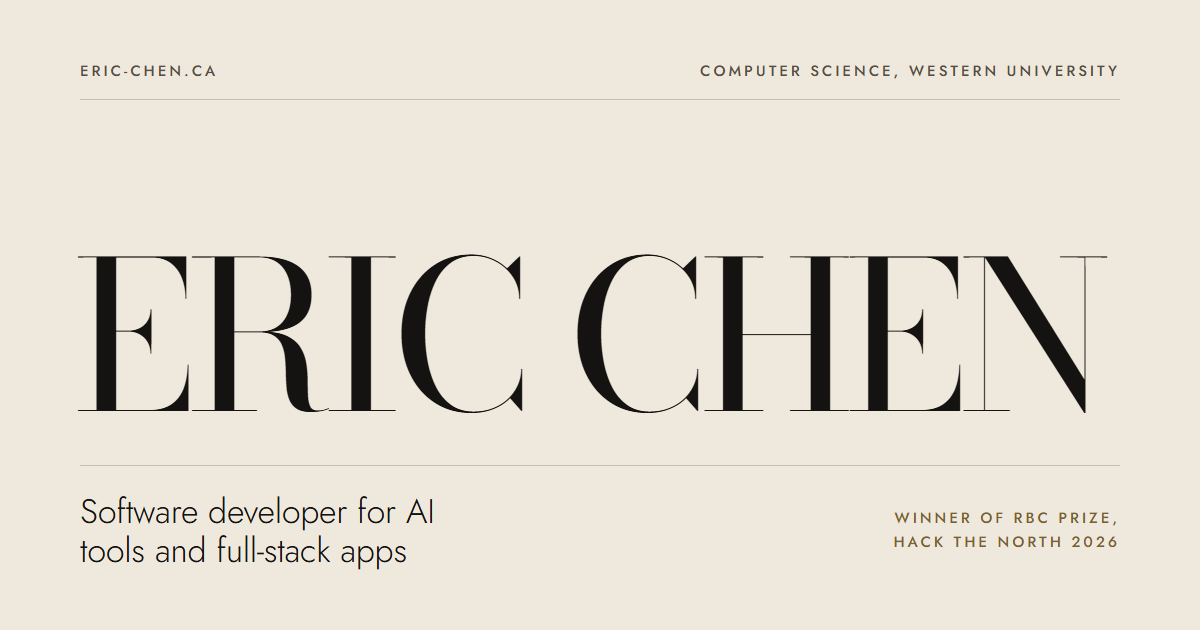 ERIC-CHEN.CA
COMPUTER SCIENCE, WESTERN UNIVERSITY
ERIC CHEN
Software developer for AI
tools and full-stack apps
WINNER OF RBC PRIZE,
HACK THE NORTH 2026